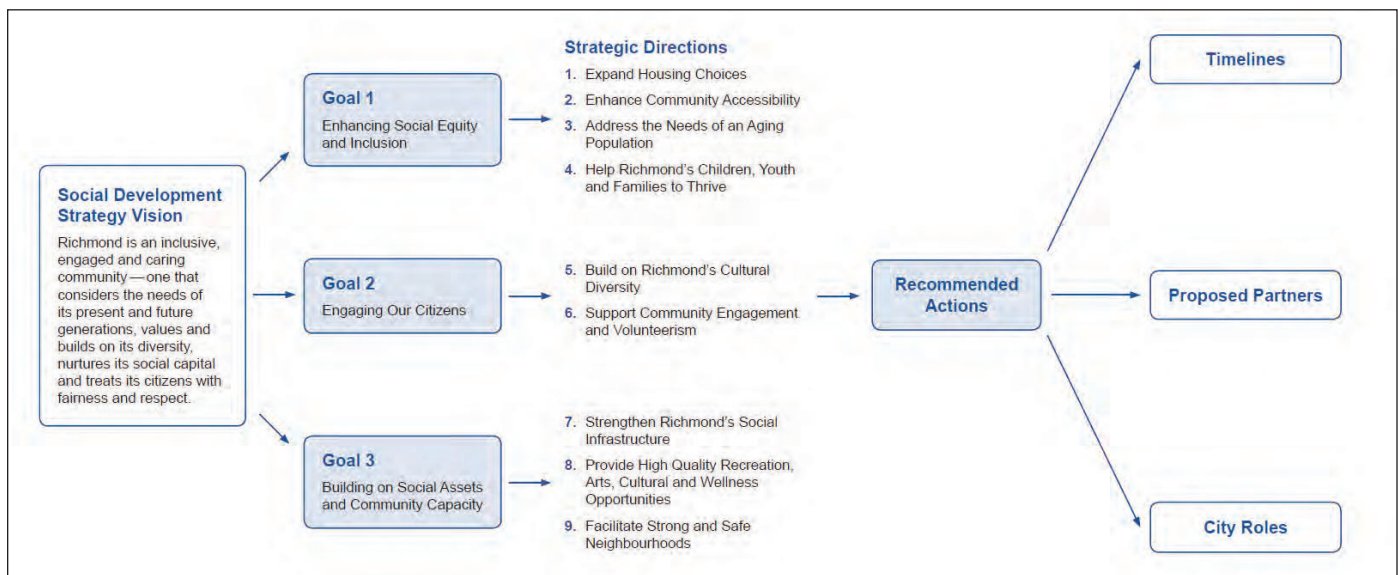 Social Development
Strategy Vision
Richmond is an inclusive,
engaged and caring
community—one that
considers the needs of
its present and future
generations, values and
builds on its diversity,
nurtures its social capital
and treats its citizens with
fairness and respect.
Goal 1
Enhancing Social Equity
and Inclusion
Goal 2
Engaging Our Citizens
Goal 3
Building on Social Assets
and Community Capacity
Strategic Directions
1. Expand Housing Choices
2. Enhance Community Accessibility
3. Address the Needs of an Aging
Population
4. Help Richmond's Children, Youth
and Families to Thrive
5. Build on Richmond's Cultural
Diversity
6. Support Community Engagement
and Volunteerism
7. Strengthen Richmond's Social
Infrastructure
8. Provide High Quality Recreation,
Arts, Cultural and Wellness
Opportunities
9. Facilitate Strong and Safe
Neighbourhoods
Recommended
Actions
Timelines
Proposed Partners
City Roles